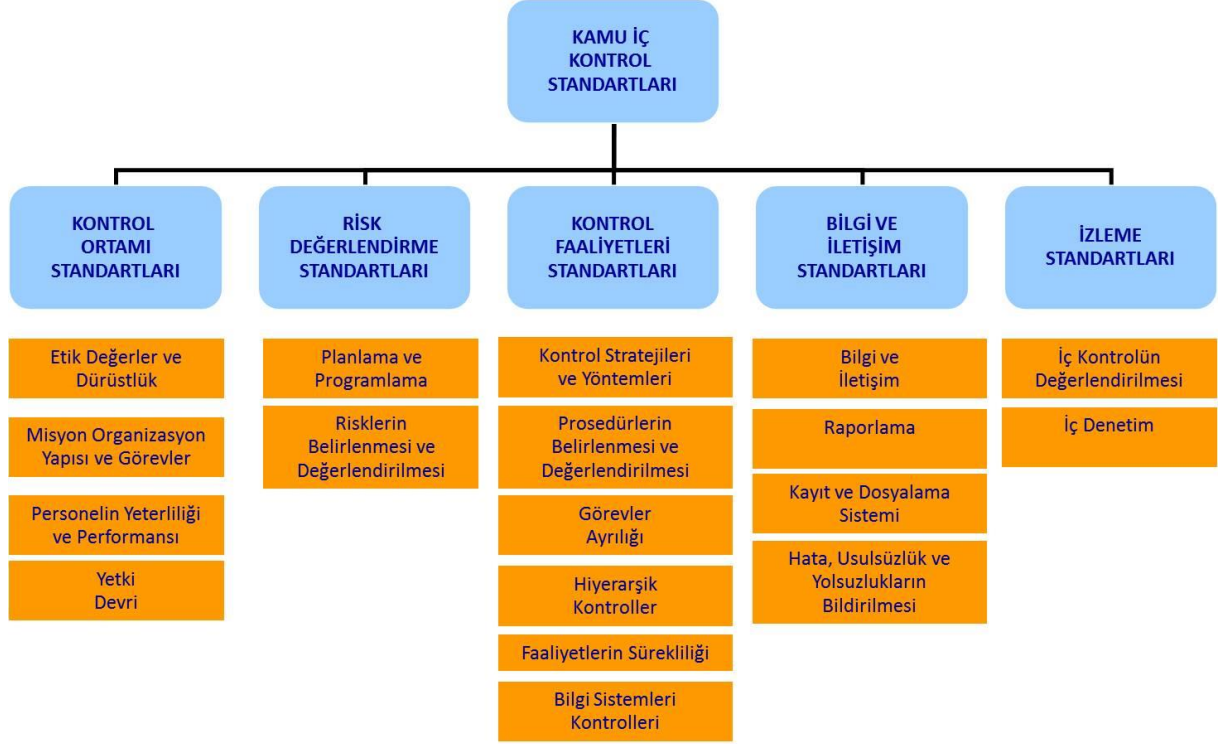 KAMU İÇ
KONTROL
STANDARTLARI
KONTROL
ORTAMI
STANDARTLARI
RİSK
DEĞERLENDİRME
STANDARTLARI
KONTROL
FAALİYETLERİ
STANDARTLARI
BİLGİ VE
İLETİŞİM
STANDARTLARI
İZLEME
STANDARTLARI
Etik Değerler ve
Dürüstlük
Misyon Organizasyon
Yapısı ve Görevler
Personelin Yeterliliği
ve Performansı
Yetki
Devri
Planlama ve
Programlama
Risklerin
Belirlenmesi ve
Değerlendirilmesi
Kontrol Stratejileri
ve Yöntemleri
Prosedürlerin
Belirlenmesi ve
Değerlendirilmesi
Görevler
Ayrılığı
Hiyerarşik
Kontroller
Faaliyetlerin Sürekliliği
Bilgi Sistemleri
Kontrolleri
Bilgi ve
İletişim
Raporlama
Kayıt ve Dosyalama
Sistemi
Hata, Usulsüzlük ve
Yolsuzlukların
Bildirilmesi
İç Kontrolün
Değerlendirilmesi
İç Denetim